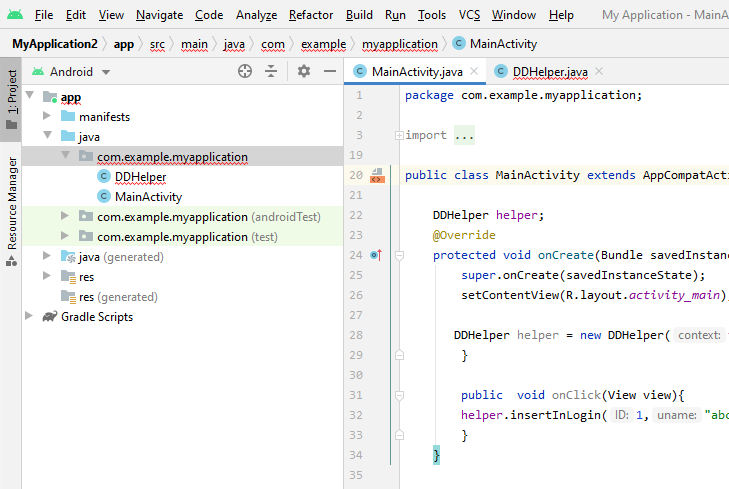 File Edit View Navigate Code Analyze Refactor Build Run Tools VCS Window Help My Application - MainA
MyApplication2 app src main java com example myapplication MainActivity
1: Project
Resource Manager
Android
app
manifests
java
com.example.myapplication
DDHelper
MainActivity
com.example.myapplication (androidTest)
com.example.myapplication (test)
java (generated)
res
res (generated)
Gradle Scripts
MainActivity.java DDHelper.java
1 package com.example.myapplication;
2
3 import ...
19
20 public class MainActivity extends AppCompatActi
21
22 DDHelper helper;
23 @Override
24 protected void onCreate(Bundle savedInstanc
25 super.onCreate(savedInstanceState);
26 setContentView(R.layout.activity_main)
27
28 DDHelper helper = new DDHelper( context:
29 }
30
31 public void onClick(View view){
32 helper.insertInLogin( ID: 1, uname: "abc
33 }
34 }
35